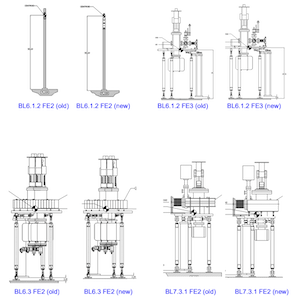 BL6.1.2 FE2 (old)
BL6.1.2 FE2 (new)
BL6.1.2 FE3 (old)
BL6.1.2 FE3 (new)
BL6.3 FE2 (old)
BL6.3 FE2 (new)
BL7.3.1 FE2 (old)
BL7.3.1 FE2 (new)